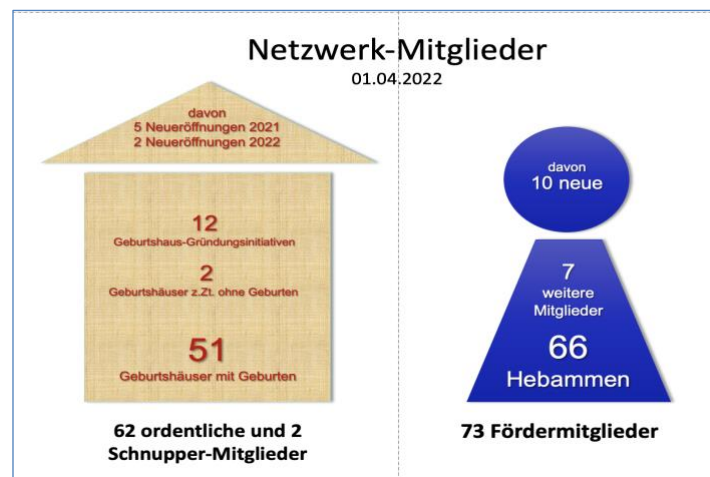 Netzwerk-Mitglieder
01.04.2022
davon
5 Neueröffnungen 2021
2 Neueröffnungen 2022
12
Geburtshaus-Gründungsinitiativen
2
Geburtshäuser z.Zt. ohne Geburten
51
Geburtshäuser mit Geburten
62 ordentliche und 2
Schnupper-Mitglieder
davon
10 neue
7
weitere
Mitglieder
66
Hebammen
73 Fördermitglieder